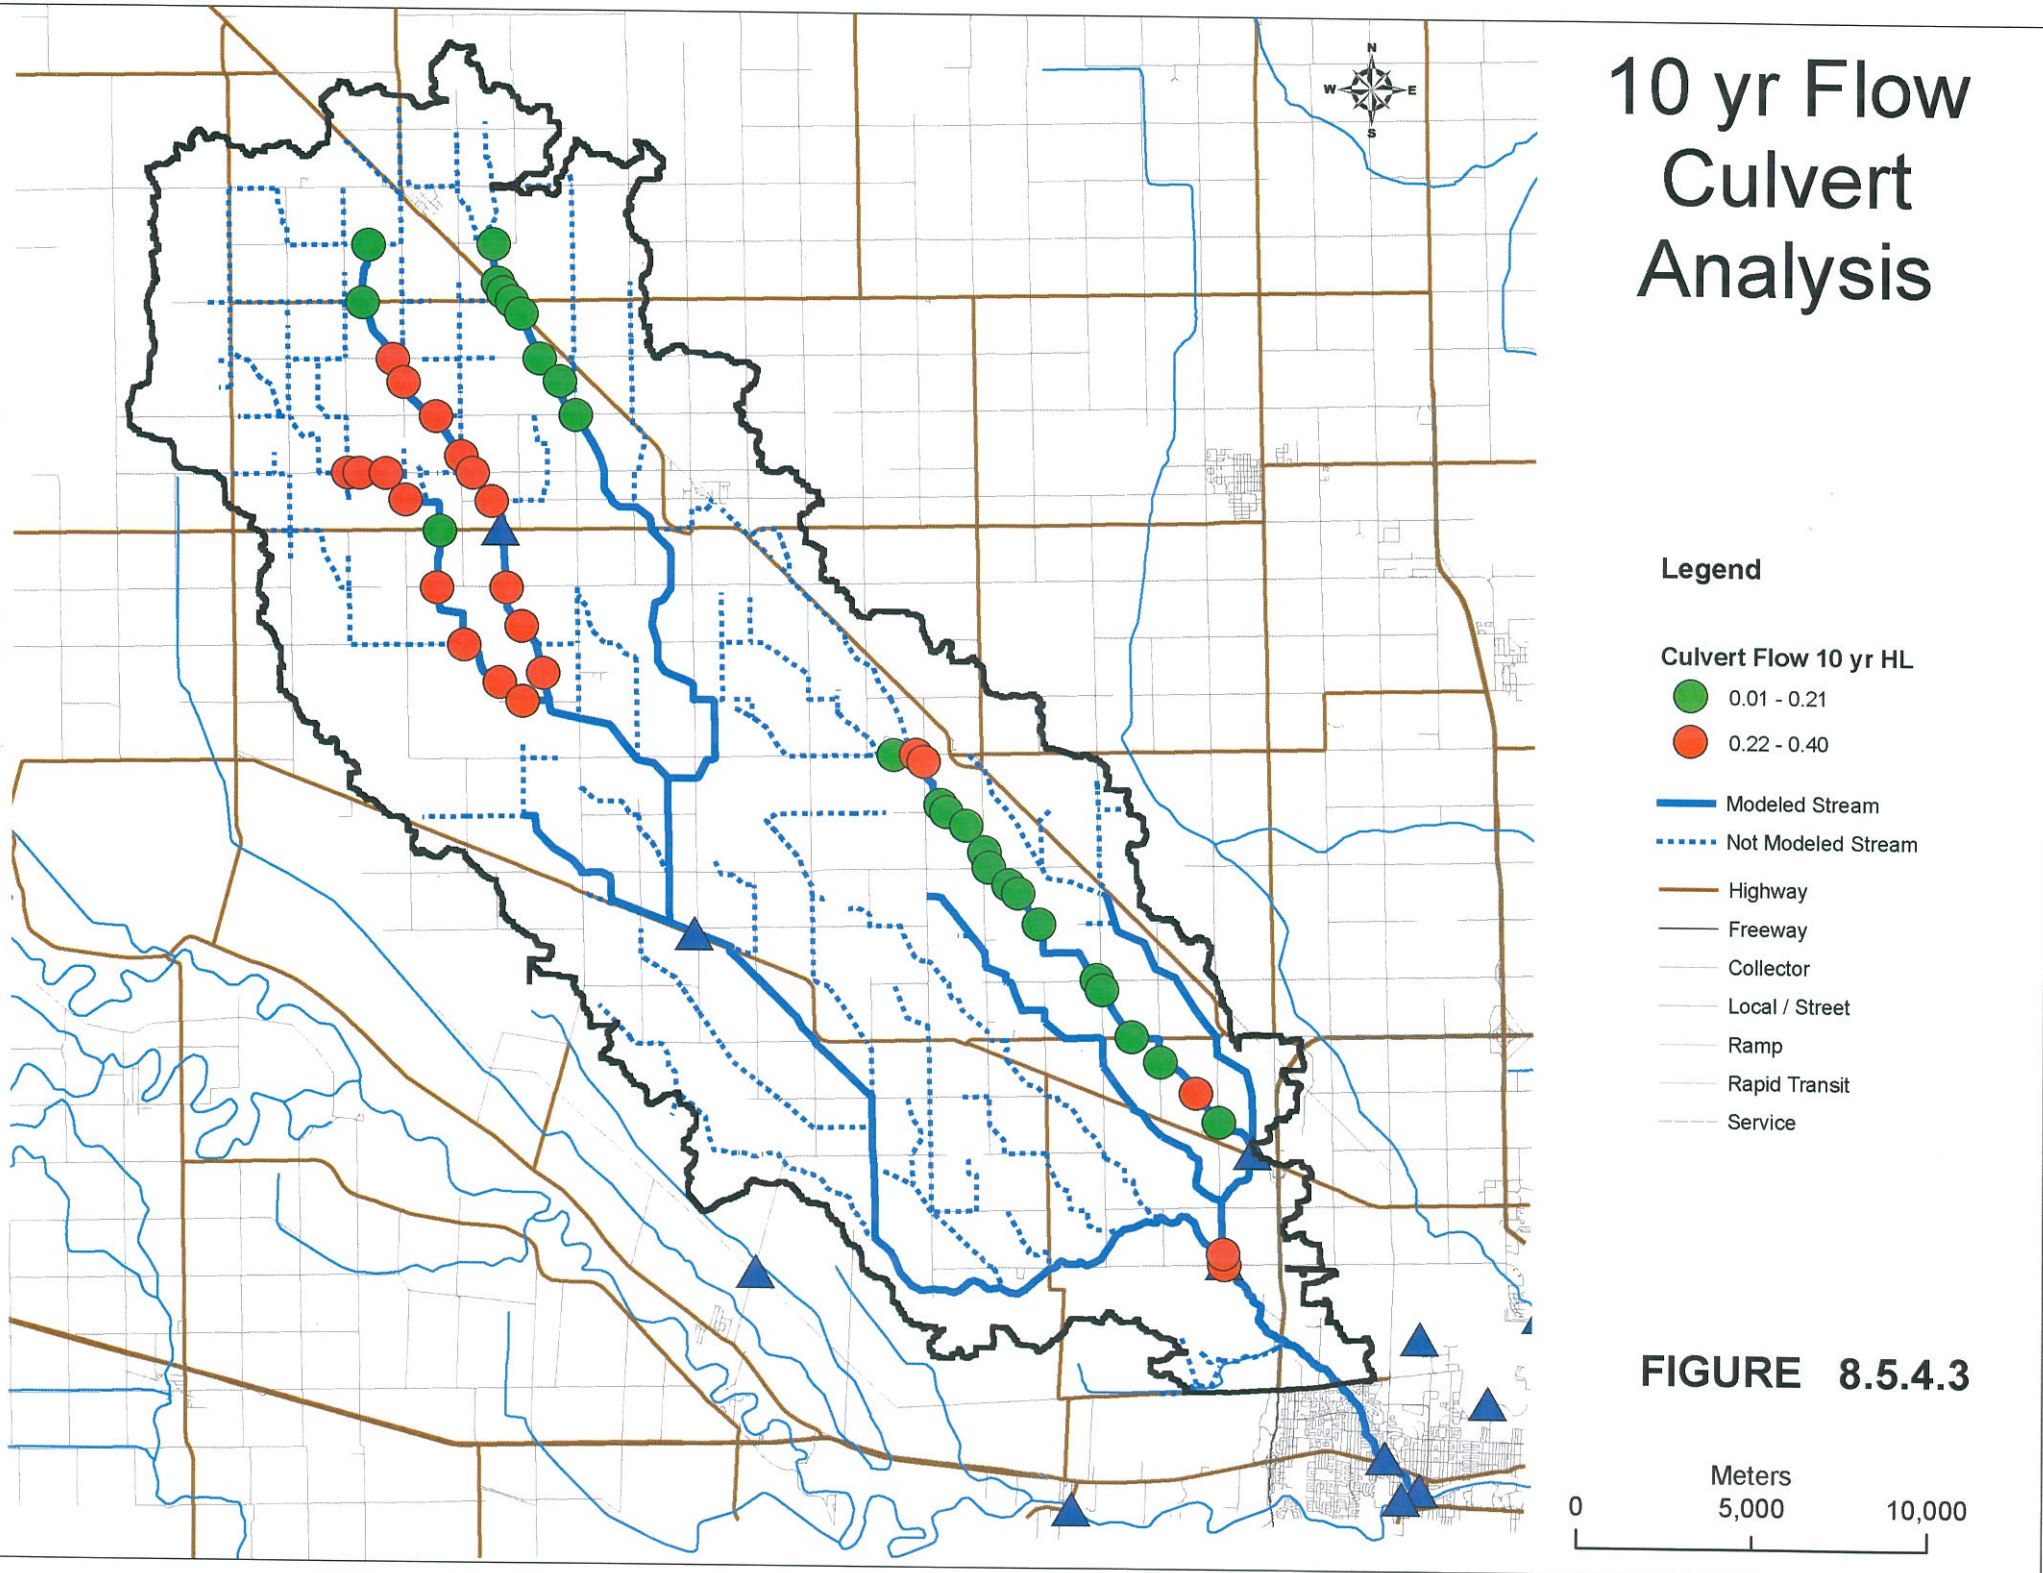 10 yr Flow
Culvert
Analysis
N
W E
S
Legend
Culvert Flow 10 yr HL
0.01 - 0.21
0.22 - 0.40
Modeled Stream
Not Modeled Stream
Highway
Freeway
Collector
Local / Street
Ramp
Rapid Transit
Service
FIGURE 8.5.4.3
Meters
0 5,000 10,000